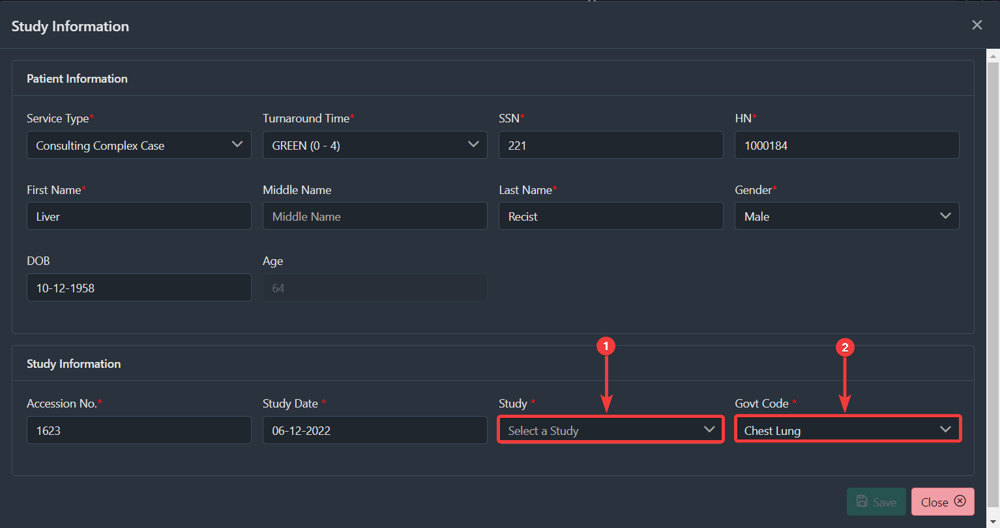 Study Information
Patient Information
Service Type* Turnaround Time* SSN* HN*
Consulting Complex Case GREEN (0 - 4) 221 1000184
First Name* Middle Name Last Name* Gender*
Liver Middle Name Recist Male
DOB Age
10-12-1958 64
1 2
Study Information
Accession No.* Study Date * Study * Govt Code *
1623 06-12-2022 Select a Study Chest Lung
Save Close